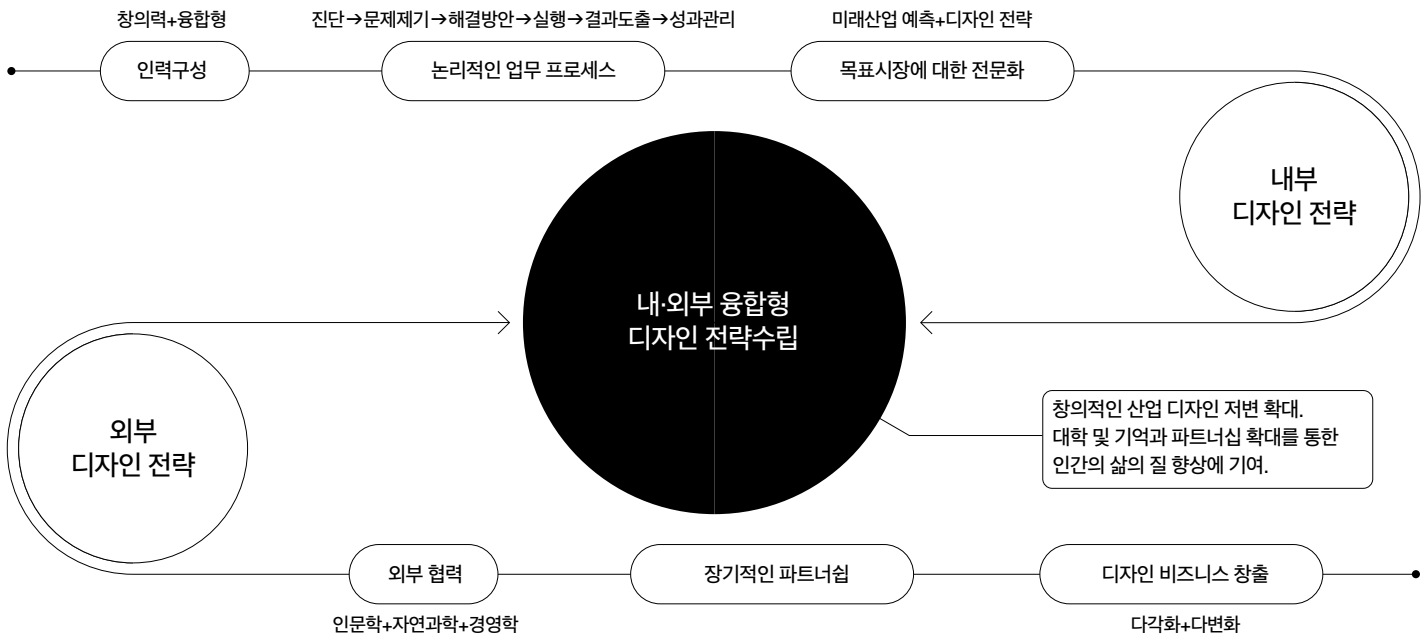 창의력+융합형
진단→문제제기→해결방안→실행→결과도출→성과관리
미래산업 예측+디자인 전략
인력구성
논리적인 업무 프로세스
목표시장에 대한 전문화
내부
디자인 전략
내·외부 융합형
디자인 전략수립
외부
디자인 전략
창의적인 산업 디자인 저변 확대.
대학 및 기억과 파트너십 확대를 통한
인간의 삶의 질 향상에 기여.
외부 협력
장기적인 파트너쉽
디자인 비즈니스 창출
인문학+자연과학+경영학
다각화+다변화